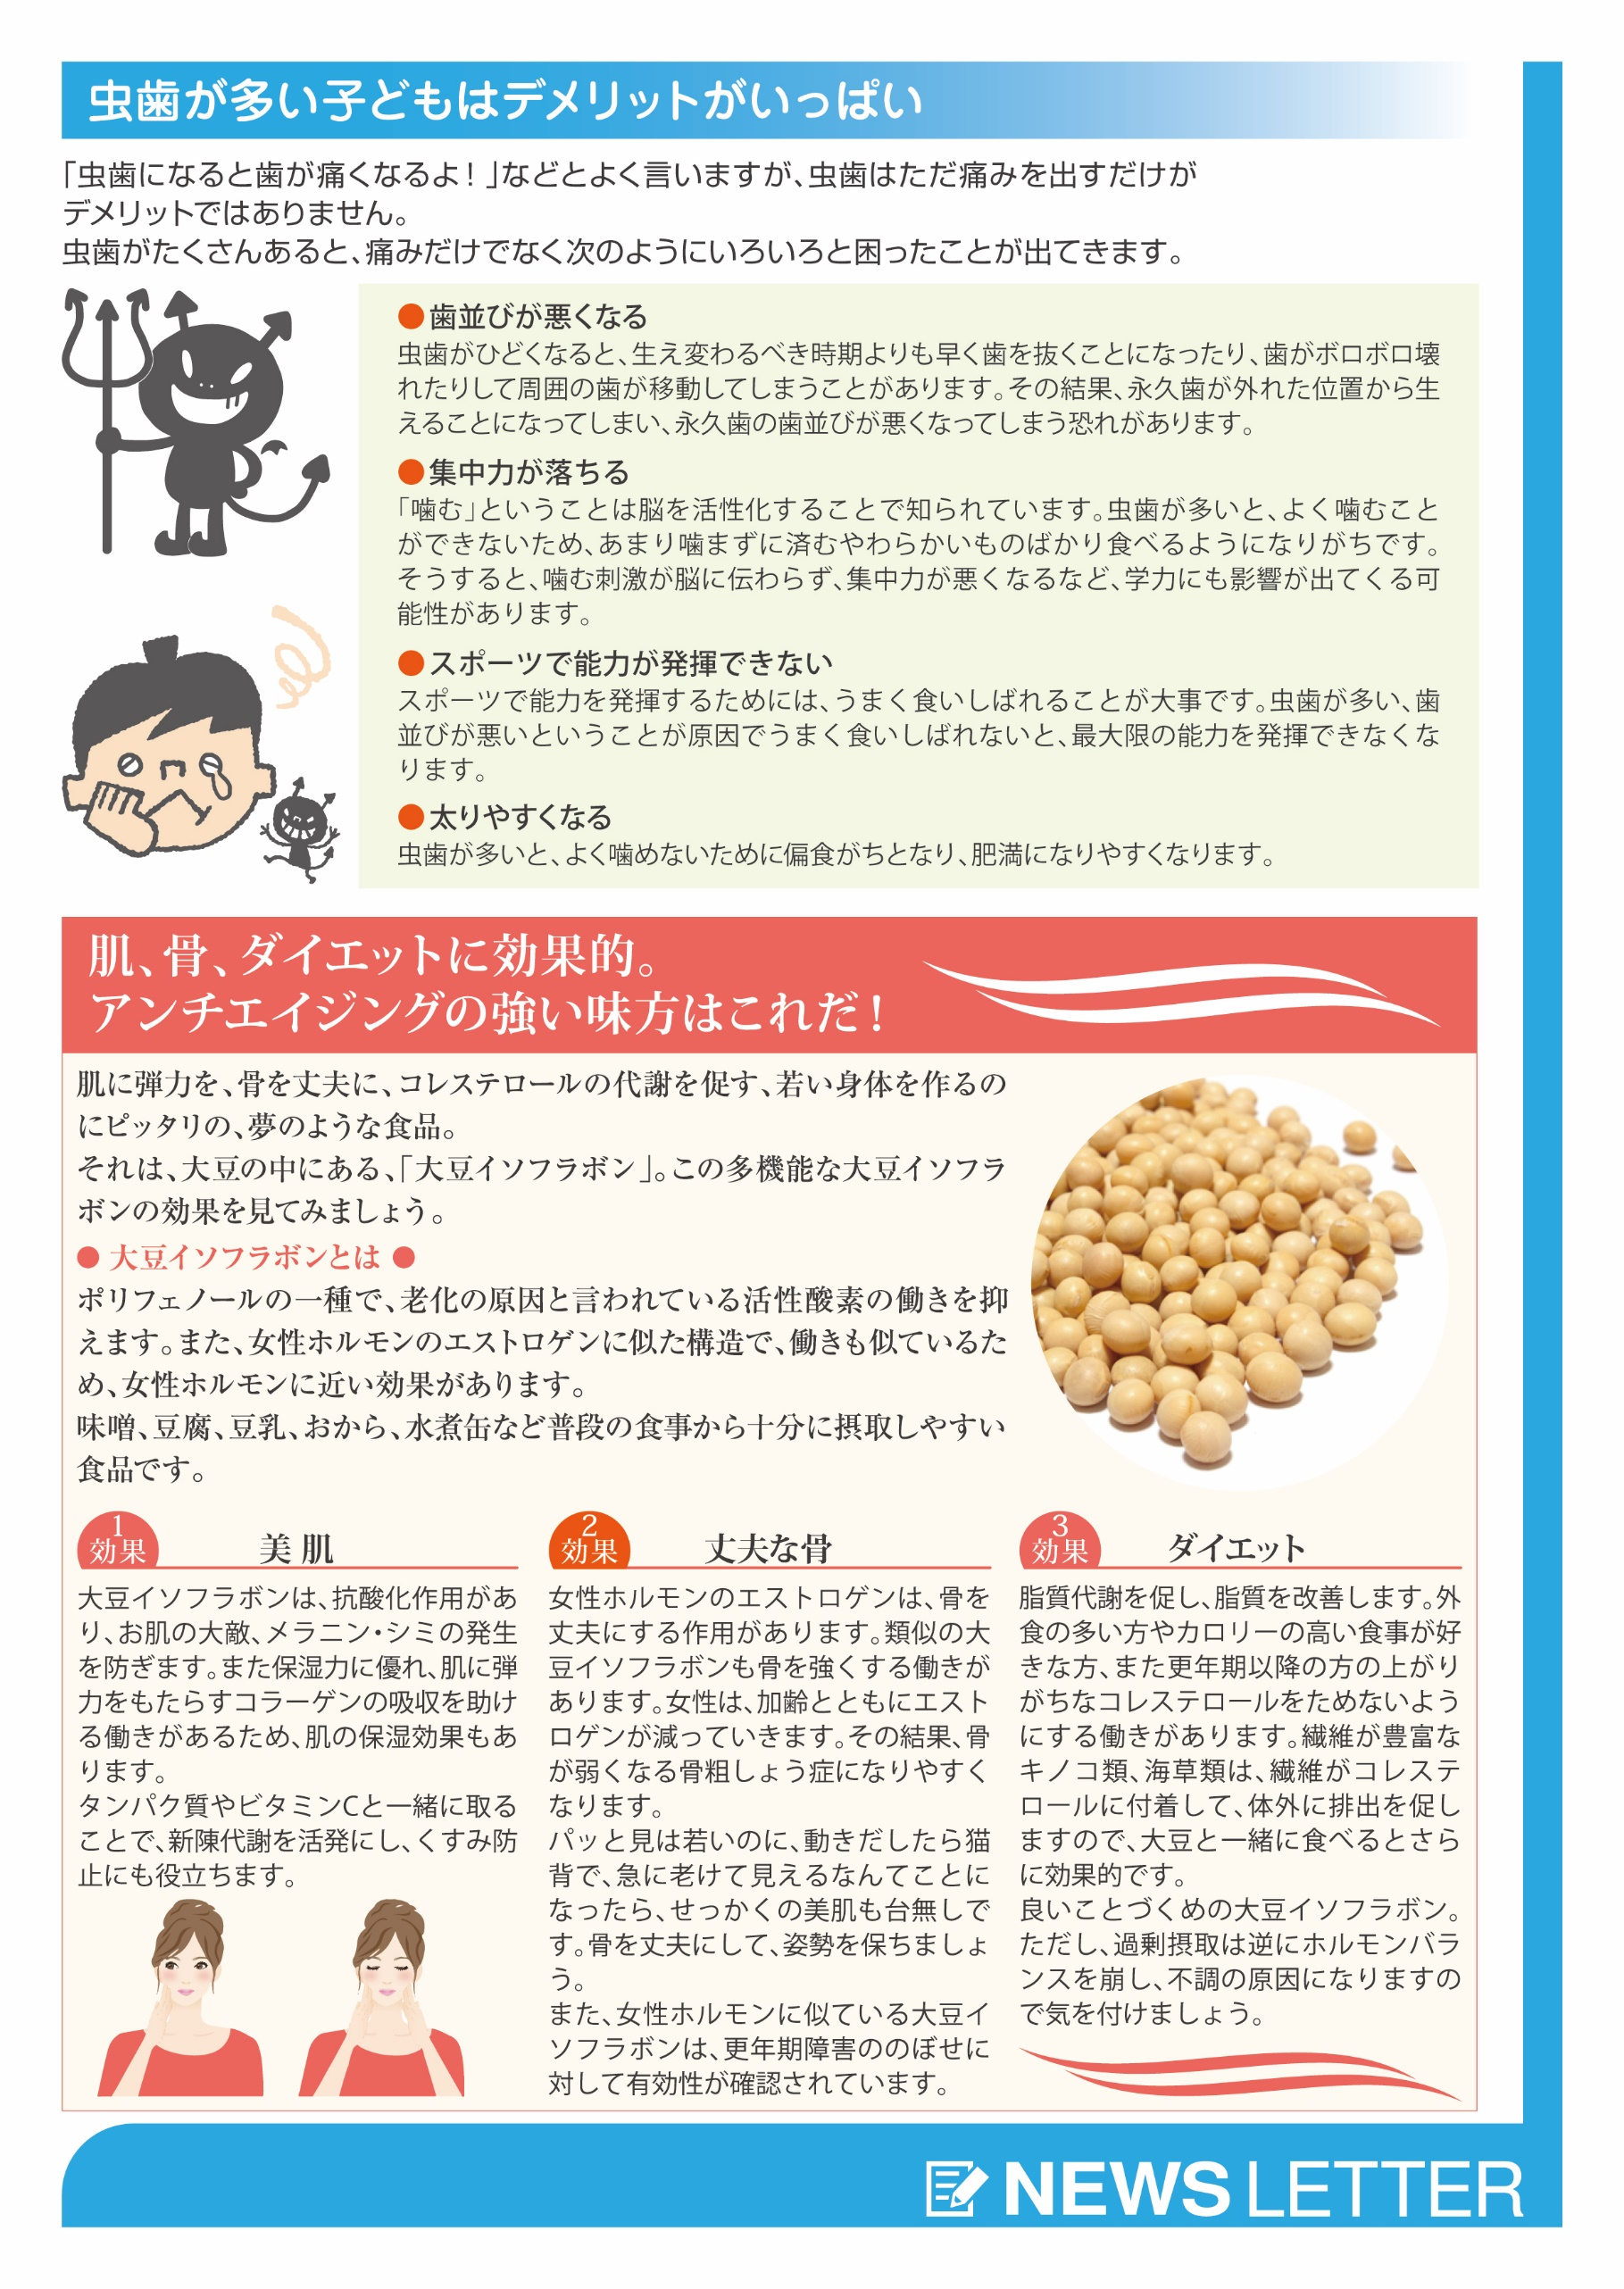 虫歯が多い子どもはデメリットがいっぱい
「虫歯になると歯が痛くなるよ！」などとよく言いますが、虫歯はただ痛みを出すだけが
デメリットではありません。
虫歯がたくさんあると、痛みだけでなく次のようにいろいろと困ったことが出てきます。
●歯並びが悪くなる
虫歯がひどくなると、生え変わるべき時期よりも早く歯を抜くことになったり、歯がボロボロ壊
れたりして周囲の歯が移動してしまうことがあります。その結果、永久歯が外れた位置から生
えることになってしまい、永久歯の歯並びが悪くなってしまう恐れがあります。
●集中力が落ちる
「噛む」ということは脳を活性化することで知られています。虫歯が多いと、よく噛むこと
ができないため、あまり噛まずに済むやわらかいものばかり食べるようになりがちです。
そうすると、噛む刺激が脳に伝わらず、集中力が悪くなるなど、学力にも影響が出てくる可
能性があります。
●スポーツで能力が発揮できない
スポーツで能力を発揮するためには、うまく食いしばれることが大事です。虫歯が多い、歯
並びが悪いということが原因でうまく食いしばれないと、最大限の能力を発揮できなくな
ります。
●太りやすくなる
虫歯が多いと、よく噛めないために偏食がちとなり、肥満になりやすくなります。
肌、骨、ダイエットに効果的。
アンチエイジングの強い味方はこれだ！
肌に弾力を、骨を丈夫に、コレステロールの代謝を促す、若い身体を作るの
にピッタリの、夢のような食品。
それは、大豆の中にある、「大豆イソフラボン」。この多機能な大豆イソフラ
ボンの効果を見てみましょう。
● 大豆イソフラボンとは ●
ポリフェノールの一種で、老化の原因と言われている活性酸素の働きを抑
えます。また、女性ホルモンのエストロゲンに似た構造で、働きも似ているた
め、女性ホルモンに近い効果があります。
味噌、豆腐、豆乳、おから、水煮缶など普段の食事から十分に摂取しやすい
食品です。
1
効果
美 肌
大豆イソフラボンは、抗酸化作用があ
り、お肌の大敵、メラニン・シミの発生
を防ぎます。また保湿力に優れ、肌に弾
力をもたらすコラーゲンの吸収を助け
る働きがあるため、肌の保湿効果もあ
ります。
タンパク質やビタミンCと一緒に取る
ことで、新陳代謝を活発にし、くすみ防
止にも役立ちます。
2
効果
丈夫な骨
女性ホルモンのエストロゲンは、骨を
丈夫にする作用があります。類似の大
豆イソフラボンも骨を強くする働きが
あります。女性は、加齢とともにエスト
ロゲンが減っていきます。その結果、骨
が弱くなる骨粗しょう症になりやすく
なります。
パッと見は若いのに、動きだしたら猫
背で、急に老けて見えるなんてことに
なったら、せっかくの美肌も台無しで
す。骨を丈夫にして、姿勢を保ちましょ
う。
また、女性ホルモンに似ている大豆イ
ソフラボンは、更年期障害ののぼせに
対して有効性が確認されています。
3
効果
ダイエット
脂質代謝を促し、脂質を改善します。外
食の多い方やカロリーの高い食事が好
きな方、また更年期以降の方の上がり
がちなコレステロールをためないよう
にする働きがあります。繊維が豊富な
キノコ類、海草類は、繊維がコレステ
ロールに付着して、体外に排出を促し
ますので、大豆と一緒に食べるとさら
に効果的です。
良いことづくめの大豆イソフラボン。
ただし、過剰摂取は逆にホルモンバラ
ンスを崩し、不調の原因になりますの
で気を付けましょう。
NEWS LETTER